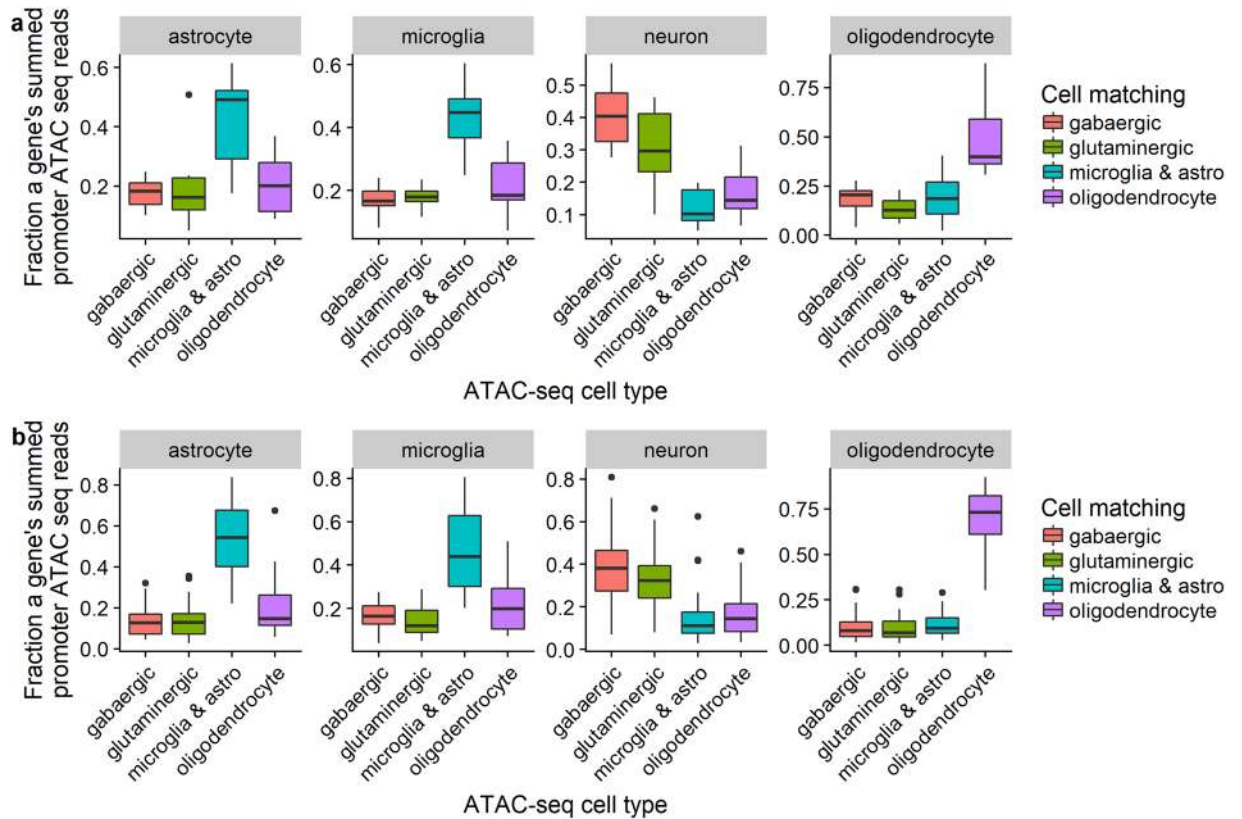 a
astrocyte
microglia
neuron
oligodendrocyte
Fraction a gene's summed
promoter ATAC seq reads
0.6
0.4
0.2
0.6
0.4
0.2
0.5
0.4
0.3
0.2
0.1
0.75
0.50
0.25
0.00
gabaergic
glutaminergic
microglia & astro
oligodendrocyte
gabaergic
glutaminergic
microglia & astro
oligodendrocyte
gabaergic
glutaminergic
microglia & astro
oligodendrocyte
gabaergic
glutaminergic
microglia & astro
oligodendrocyte
ATAC-seq cell type
Cell matching
gabaergic
glutaminergic
microglia & astro
oligodendrocyte
b
astrocyte
microglia
neuron
oligodendrocyte
Fraction a gene's summed
promoter ATAC seq reads
0.8
0.6
0.4
0.2
0.0
0.8
0.6
0.4
0.2
0.8
0.6
0.4
0.2
0.0
0.75
0.50
0.25
0.00
gabaergic
glutaminergic
microglia & astro
oligodendrocyte
gabaergic
glutaminergic
microglia & astro
oligodendrocyte
gabaergic
glutaminergic
microglia & astro
oligodendrocyte
gabaergic
glutaminergic
microglia & astro
oligodendrocyte
ATAC-seq cell type
Cell matching
gabaergic
glutaminergic
microglia & astro
oligodendrocyte